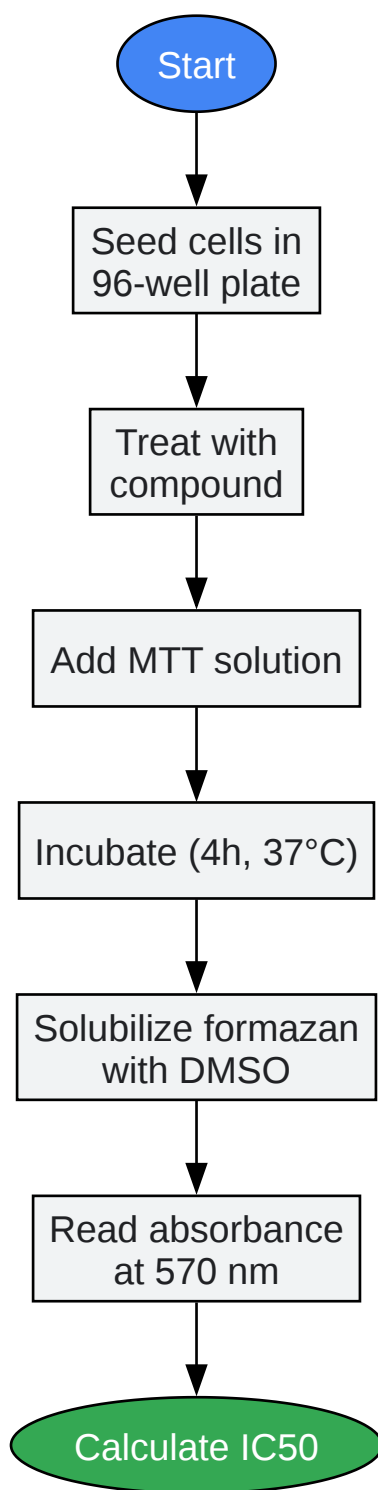 Start
Seed cells in
96-well plate
Treat with
compound
Add MTT solution
Incubate (4h, 37°C)
Solubilize formazan
with DMSO
Read absorbance
at 570 nm
Calculate IC50